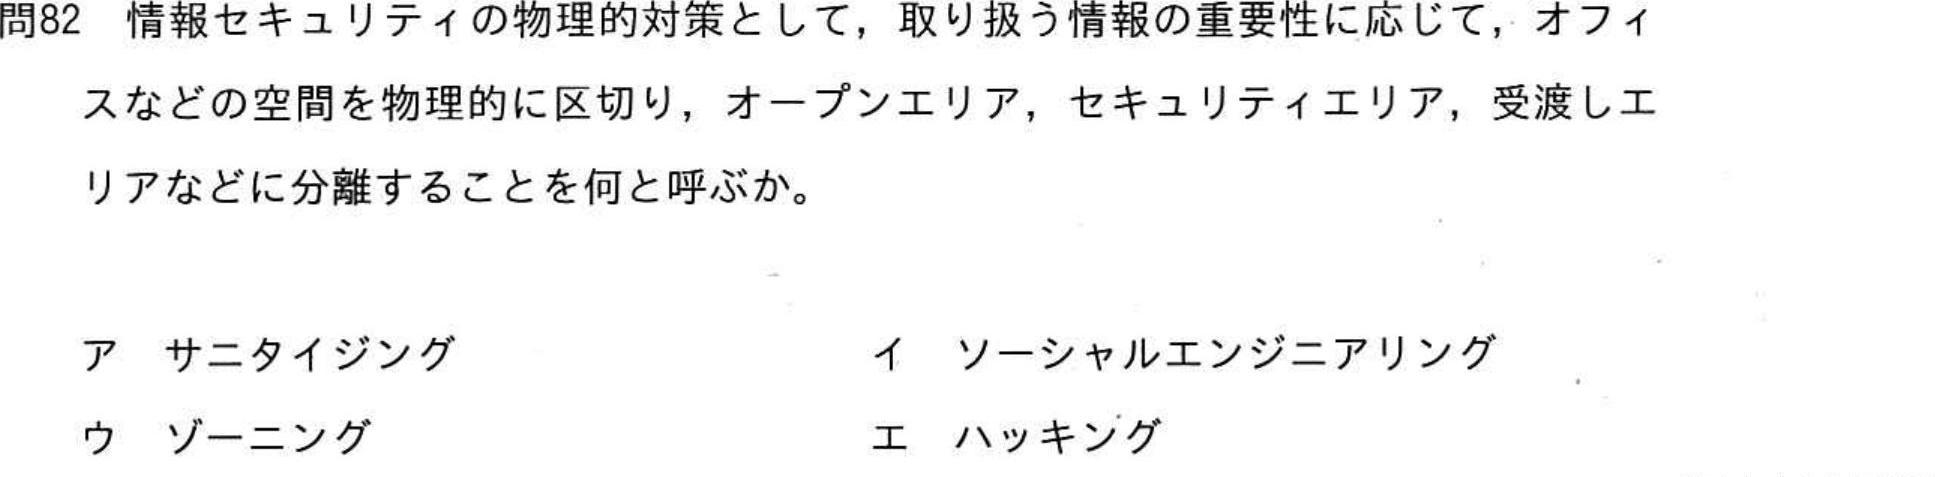 問82 情報セキュリティの物理的対策として，取り扱う情報の重要性に応じて，オフィ
スなどの空間を物理的に区切り，オープンエリア，セキュリティエリア，受渡しエ
リアなどに分離することを何と呼ぶか。
ア サニタイジング イ ソーシャルエンジニアリング
ウ ゾーニング エ ハッキング